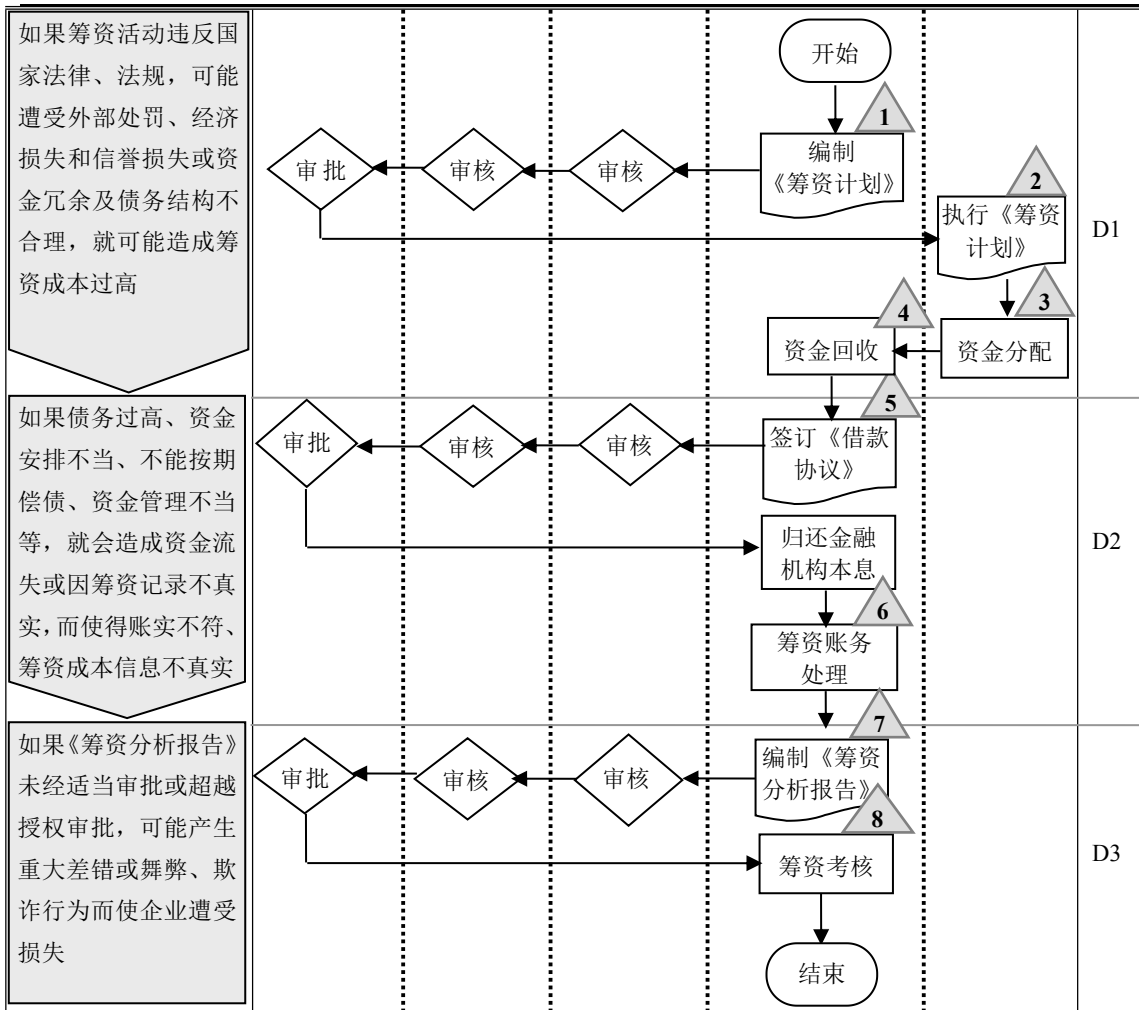 如果筹资活动违反国
家法律、法规，可能
遭受外部处罚、经济
损失和信誉损失或资
金冗余及债务结构不
合理，就可能造成筹
资成本过高
开始
1
编制
《筹资计划》
审核
审核
审批
2
执行《筹资
计划》
3
资金分配
4
资金回收
D1
如果债务过高、资金
安排不当、不能按期
偿债、资金管理不当
等，就会造成资金流
失或因筹资记录不真
实，而使得账实不符、
筹资成本信息不真实
5
签订《借款
协议》
审核
审核
审批
归还金融
机构本息
6
筹资账务
处理
D2
如果《筹资分析报告》
未经适当审批或超越
授权审批，可能产生
重大差错或舞弊、欺
诈行为而使企业遭受
损失
7
编制《筹资
分析报告》
审核
审核
审批
8
筹资考核
结束
D3